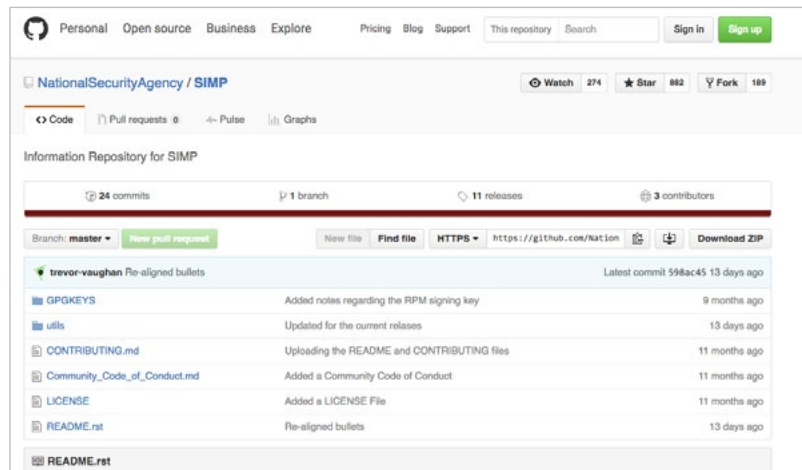 Personal Open source Business Explore Pricing Blog Support This repository Search Sign in Sign up
NationalSecurityAgency / SIMP Watch 274 Star 882 Fork 189
Code Pull requests 0 Pulse Graphs
Information Repository for SIMP
24 commits 1 branch 11 releases 3 contributors
Branch: master New pull request New file Find file HTTPS https://github.com/Nation Download ZIP
trevor-vaughan Re-aligned bullets Latest commit 598ac45 13 days ago
GPGKEYS Added notes regarding the RPM signing key 9 months ago
utils Updated for the current relases 13 days ago
CONTRIBUTING.md Uploading the README and CONTRIBUTING files 11 months ago
Community_Code_of_Conduct.md Added a Community Code of Conduct 11 months ago
LICENSE Added a LICENSE File 11 months ago
README.rst Re-aligned bullets 13 days ago
README.rst